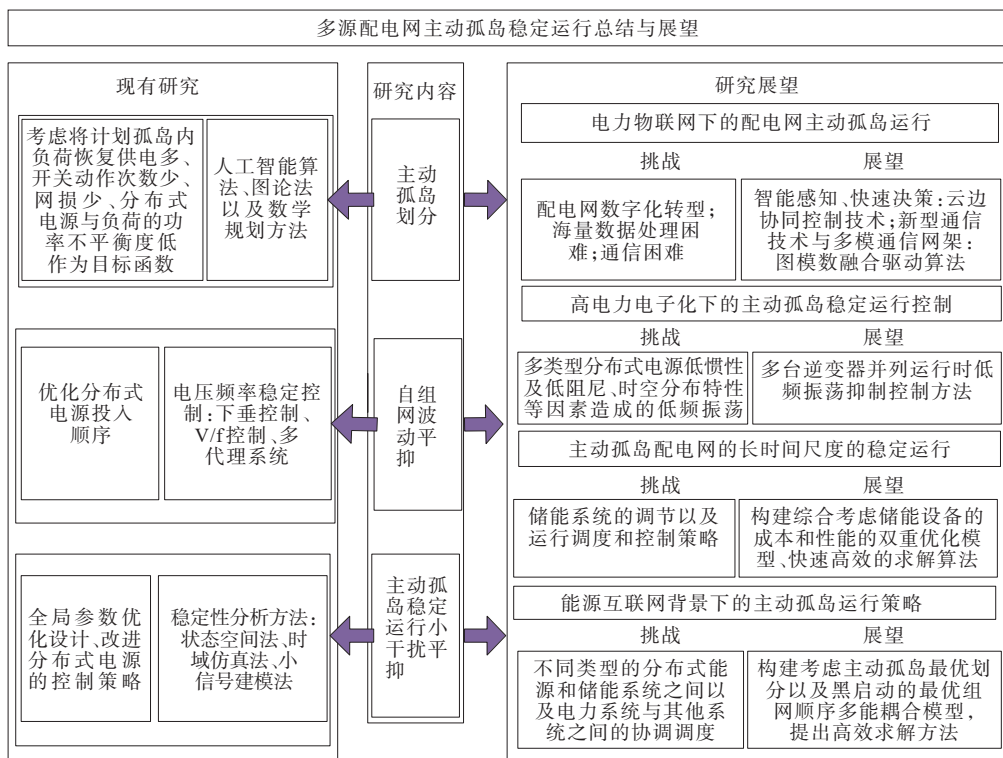 多源配电网主动孤岛稳定运行总结与展望
现有研究
考虑将计划孤岛内
负荷恢复供电多、
开关动作次数少、
网损少、分布式
电源与负荷的功
率不平衡度低
作为目标函数
人工智能算
法、图论法
以及数学
规划方法
优化分布式
电源投入
顺序
电压频率稳定控
制:下垂控制、
V/f控制、多
代理系统
全局参数优
化设计、改进
分布式电源
的控制策略
稳定性分析方法:
状态空间法、时
域仿真法、小
信号建模法
研究内容
主动
孤岛
划分
自组
网波
动平
抑
主动孤
岛稳定
运行小
干扰平
抑
研究展望
电力物联网下的配电网主动孤岛运行
挑战
配电网数字化转型;
海量数据处理困
难;通信困难
展望
智能感知、快速决策:云边
协同控制技术;新型通信
技术与多模通信网架:
图模数融合驱动算法
高电力电子化下的主动孤岛稳定运行控制
挑战
多类型分布式电源低惯性
及低阻尼、时空分布特性
等因素造成的低频振荡
展望
多台逆变器并列运行时低
频振荡抑制控制方法
主动孤岛配电网的长时间尺度的稳定运行
挑战
储能系统的调节以及
运行调度和控制策略
展望
构建综合考虑储能设备的
成本和性能的双重优化模
型、快速高效的求解算法
能源互联网背景下的主动孤岛运行策略
挑战
不同类型的分布式能
源和储能系统之间以
及电力系统与其他系
统之间的协调调度
展望
构建考虑主动孤岛最优划
分以及黑启动的最优组
网顺序多能耦合模型,
提出高效求解方法